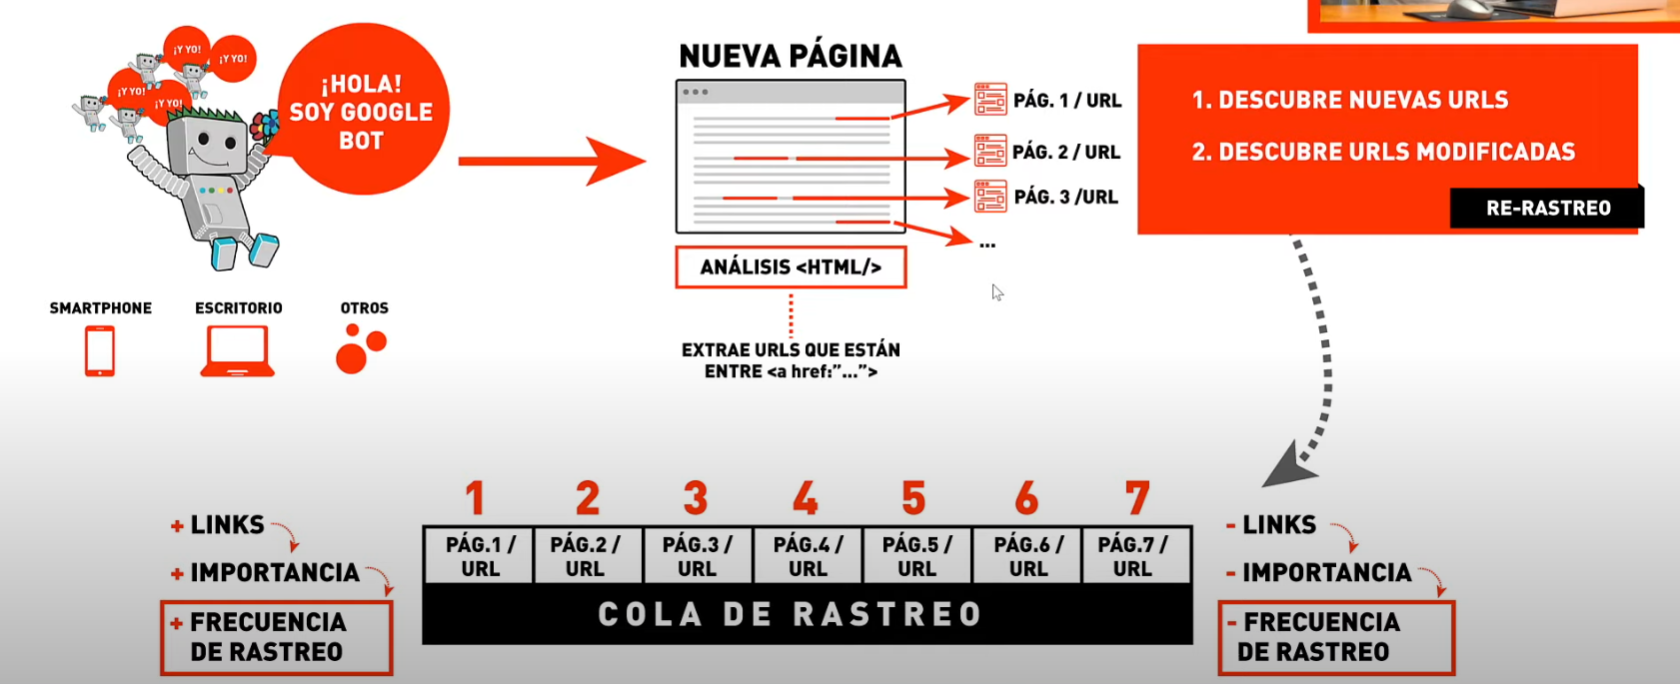 ¡Y YO!
¡Y YO!
¡Y YO!
¡Y YO!
¡HOLA!
SOY GOOGLE
BOT
SMARTPHONE
ESCRITORIO
OTROS
NUEVA PÁGINA
PÁG. 1 / URL
PÁG. 2 / URL
PÁG. 3 /URL
...
ANÁLISIS <HTML/>
EXTRAE URLS QUE ESTÁN
ENTRE <a href:"...">
1. DESCUBRE NUEVAS URLS
2. DESCUBRE URLS MODIFICADAS
RE-RASTREO
+ LINKS
+ IMPORTANCIA
+ FRECUENCIA
DE RASTREO
1 2 3 4 5 6 7
PÁG.1 / PÁG.2 / PÁG.3 / PÁG.4 / PÁG.5 / PÁG.6 / PÁG.7 /
URL URL URL URL URL URL URL
COLA DE RASTREO
- LINKS
- IMPORTANCIA
- FRECUENCIA
DE RASTREO